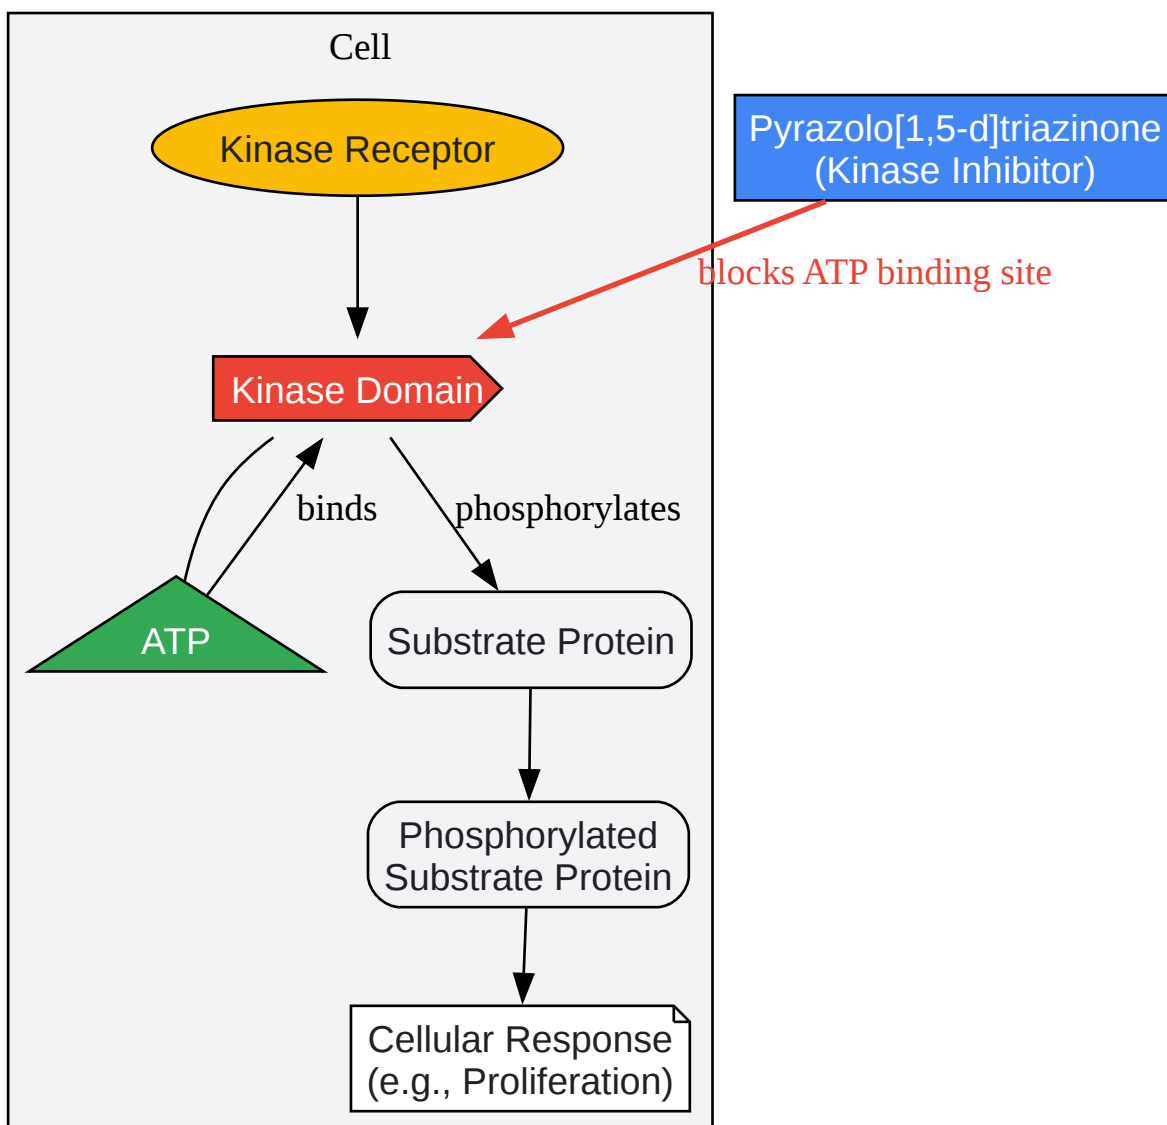 Cell
Kinase Receptor
Pyrazolo[1,5-d]triazinone
(Kinase Inhibitor)
blocks ATP binding site
Kinase Domain
binds
phosphorylates
ATP
Substrate Protein
Phosphorylated
Substrate Protein
Cellular Response
(e.g., Proliferation)